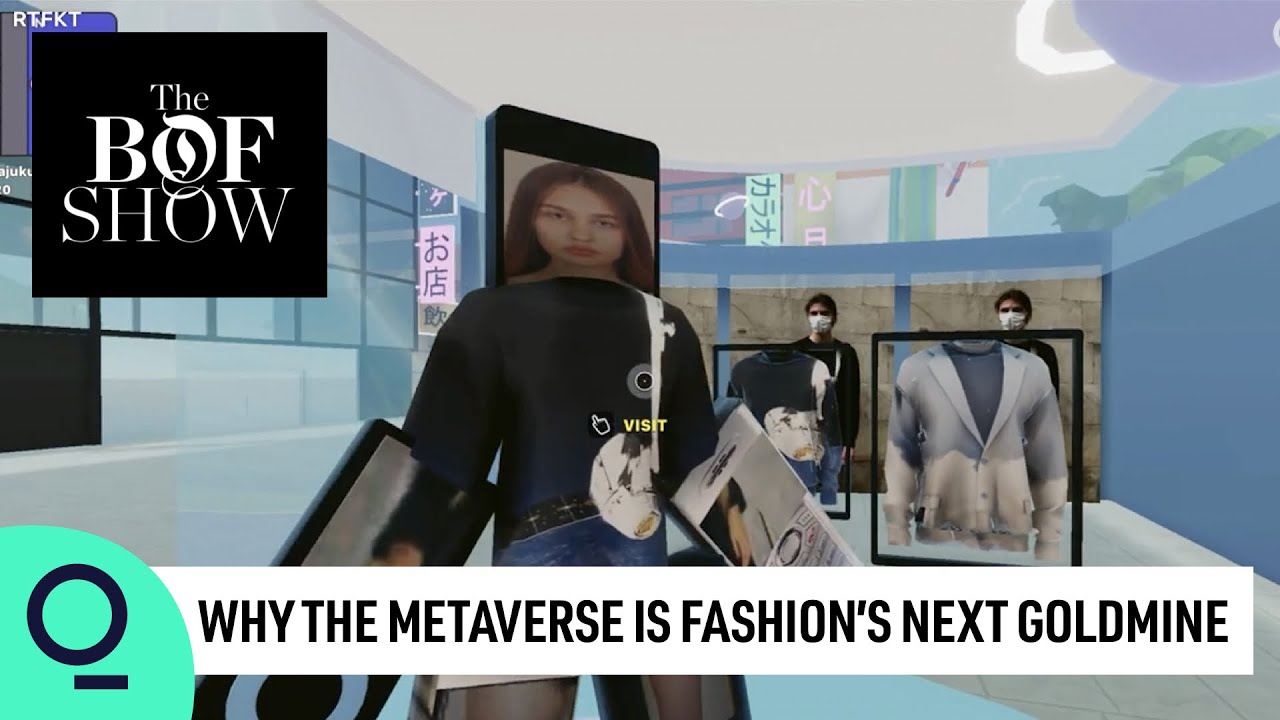 RTFKT
The
BOF
SHOW
ajuku
20
お店
飲
カラオ
心
VISIT
WHY THE METAVERSE IS FASHION'S NEXT GOLDMINE